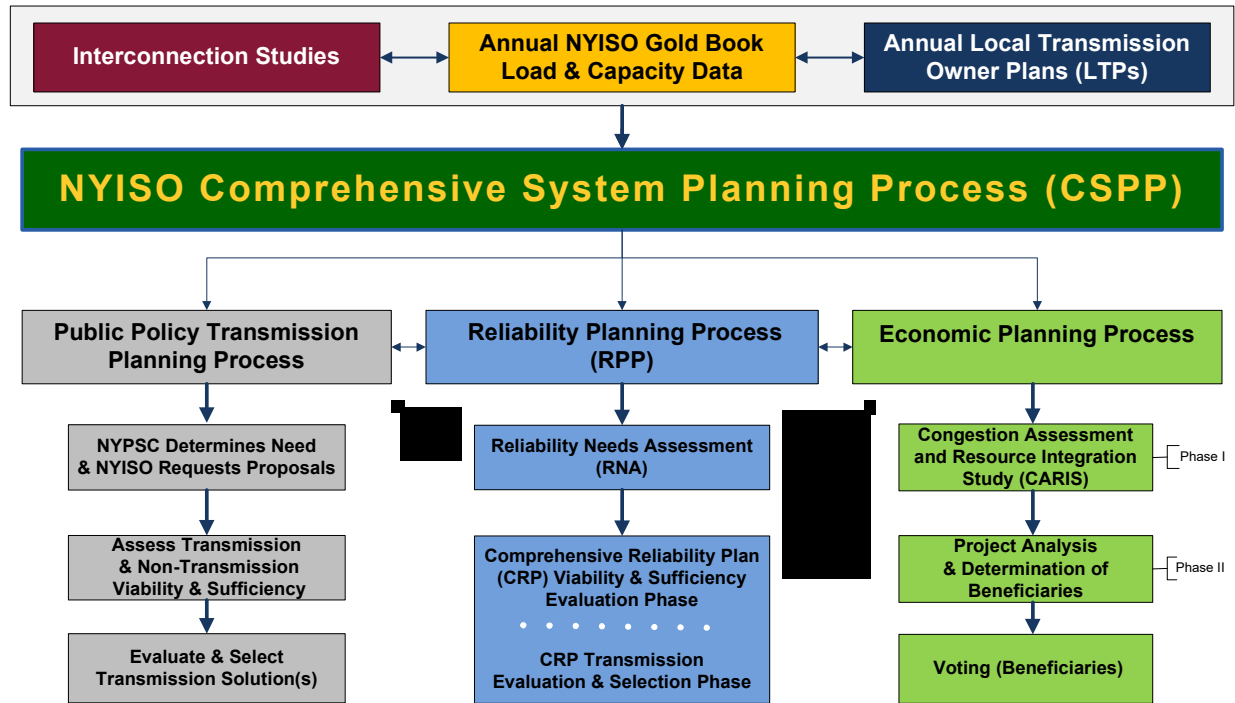 Interconnection Studies
Annual NYISO Gold Book
Load & Capacity Data
Annual Local Transmission
Owner Plans (LTPs)
NYISO Comprehensive System Planning Process (CSPP)
Public Policy Transmission
Planning Process
Reliability Planning Process
(RPP)
Economic Planning Process
NYPSC Determines Need
& NYISO Requests Proposals
Reliability Needs Assessment
(RNA)
Congestion Assessment
and Resource Integration
Study (CARIS)
Phase I
Assess Transmission
& Non-Transmission
Viability & Sufficiency
Comprehensive Reliability Plan
(CRP) Viability & Sufficiency
Evaluation Phase
Project Analysis
& Determination of
Beneficiaries
Phase II
Evaluate & Select
Transmission Solution(s)
CRP Transmission
Evaluation & Selection Phase
Voting (Beneficiaries)